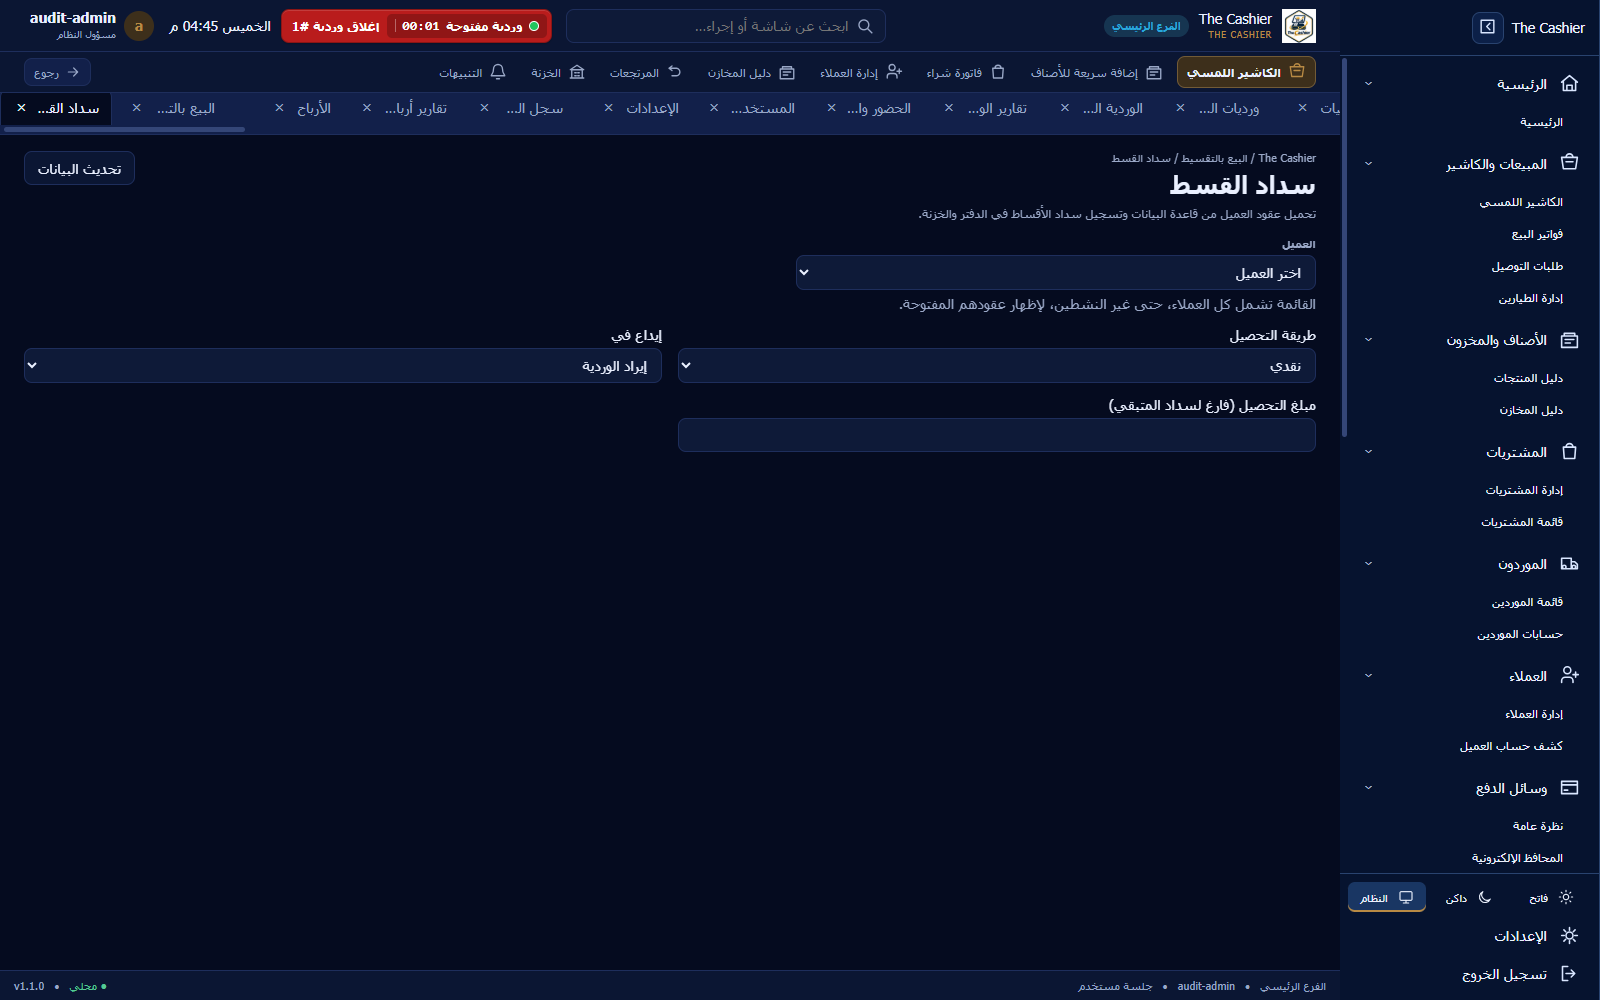 The Cashier
الرئيسية
الرئيسية
المبيعات والكاشير
الكاشير اللمسي
فواتير البيع
طلبات التوصيل
إدارة الطيارين
الأصناف والمخزون
دليل المنتجات
دليل المخازن
المشتريات
إدارة المشتريات
قائمة المشتريات
الموردون
قائمة الموردين
حسابات الموردين
العملاء
إدارة العملاء
كشف حساب العميل
وسائل الدفع
نظرة عامة
المحافظ الإلكترونية
فاتح
داكن
النظام
الإعدادات
تسجيل الخروج
The Cashier
THE CASHIER
الفرع الرئيسي
ابحث عن شاشة أو إجراء...
وردية مفتوحة 00:01 | إغلاق وردية #1
الخميس 04:45 م
audit-admin
مسؤول النظام
a
الكاشير اللمسي
إضافة سريعة للأصناف
فاتورة شراء
إدارة العملاء
دليل المخازن
المرتجعات
الخزنة
التنبيهات
رجوع
يات ×
ورديات الـ... ×
الوردية الـ... ×
تقارير الو... ×
الحضور وا... ×
المستخد... ×
الإعدادات ×
سجل الـ... ×
تقارير أربا... ×
الأرباح ×
البيع بالتـ... ×
سداد القـ... ×
The Cashier / البيع بالتقسيط / سداد القسط
سداد القسط
تحميل عقود العميل من قاعدة البيانات وتسجيل سداد الأقساط في الدفتر والخزنة.
تحديث البيانات
العميل
اختر العميل
القائمة تشمل كل العملاء، حتى غير النشطين، لإظهار عقودهم المفتوحة.
طريقة التحصيل
نقدي
إيداع في
إيراد الوردية
مبلغ التحصيل (فارغ لسداد المتبقي)
الفرع الرئيسي • audit-admin • جلسة مستخدم
محلي • v1.1.0